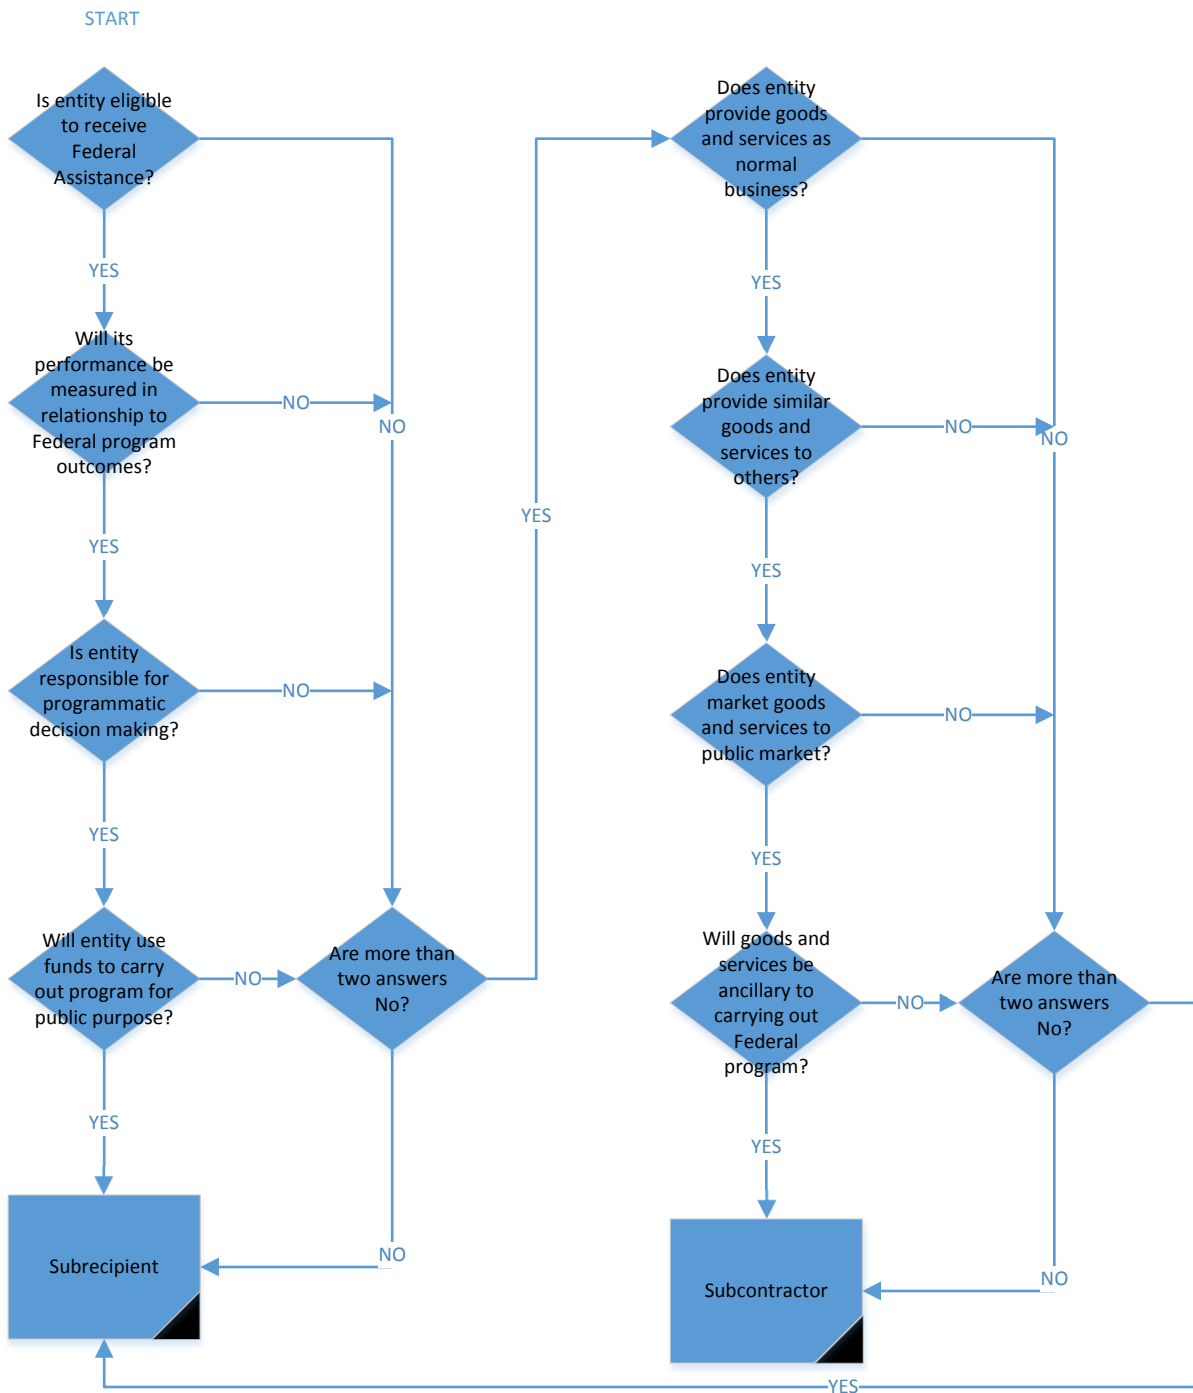 START
Is entity eligible
to receive
Federal
Assistance?
NO
YES
Will its
performance be
measured in
relationship to
Federal program
outcomes?
NO
YES
Is entity
responsible for
programmatic
decision making?
NO
YES
Will entity use
funds to carry
out program for
public purpose?
NO
Are more than
two answers
No?
YES
NO
YES
Subrecipient
Does entity
provide goods
and services as
normal
business?
NO
YES
Does entity
provide similar
goods and
services to
others?
NO
YES
Does entity
market goods
and services to
public market?
NO
YES
Will goods and
services be
ancillary to
carrying out
Federal
program?
NO
Are more than
two answers
No?
YES
NO
Subcontractor
YES